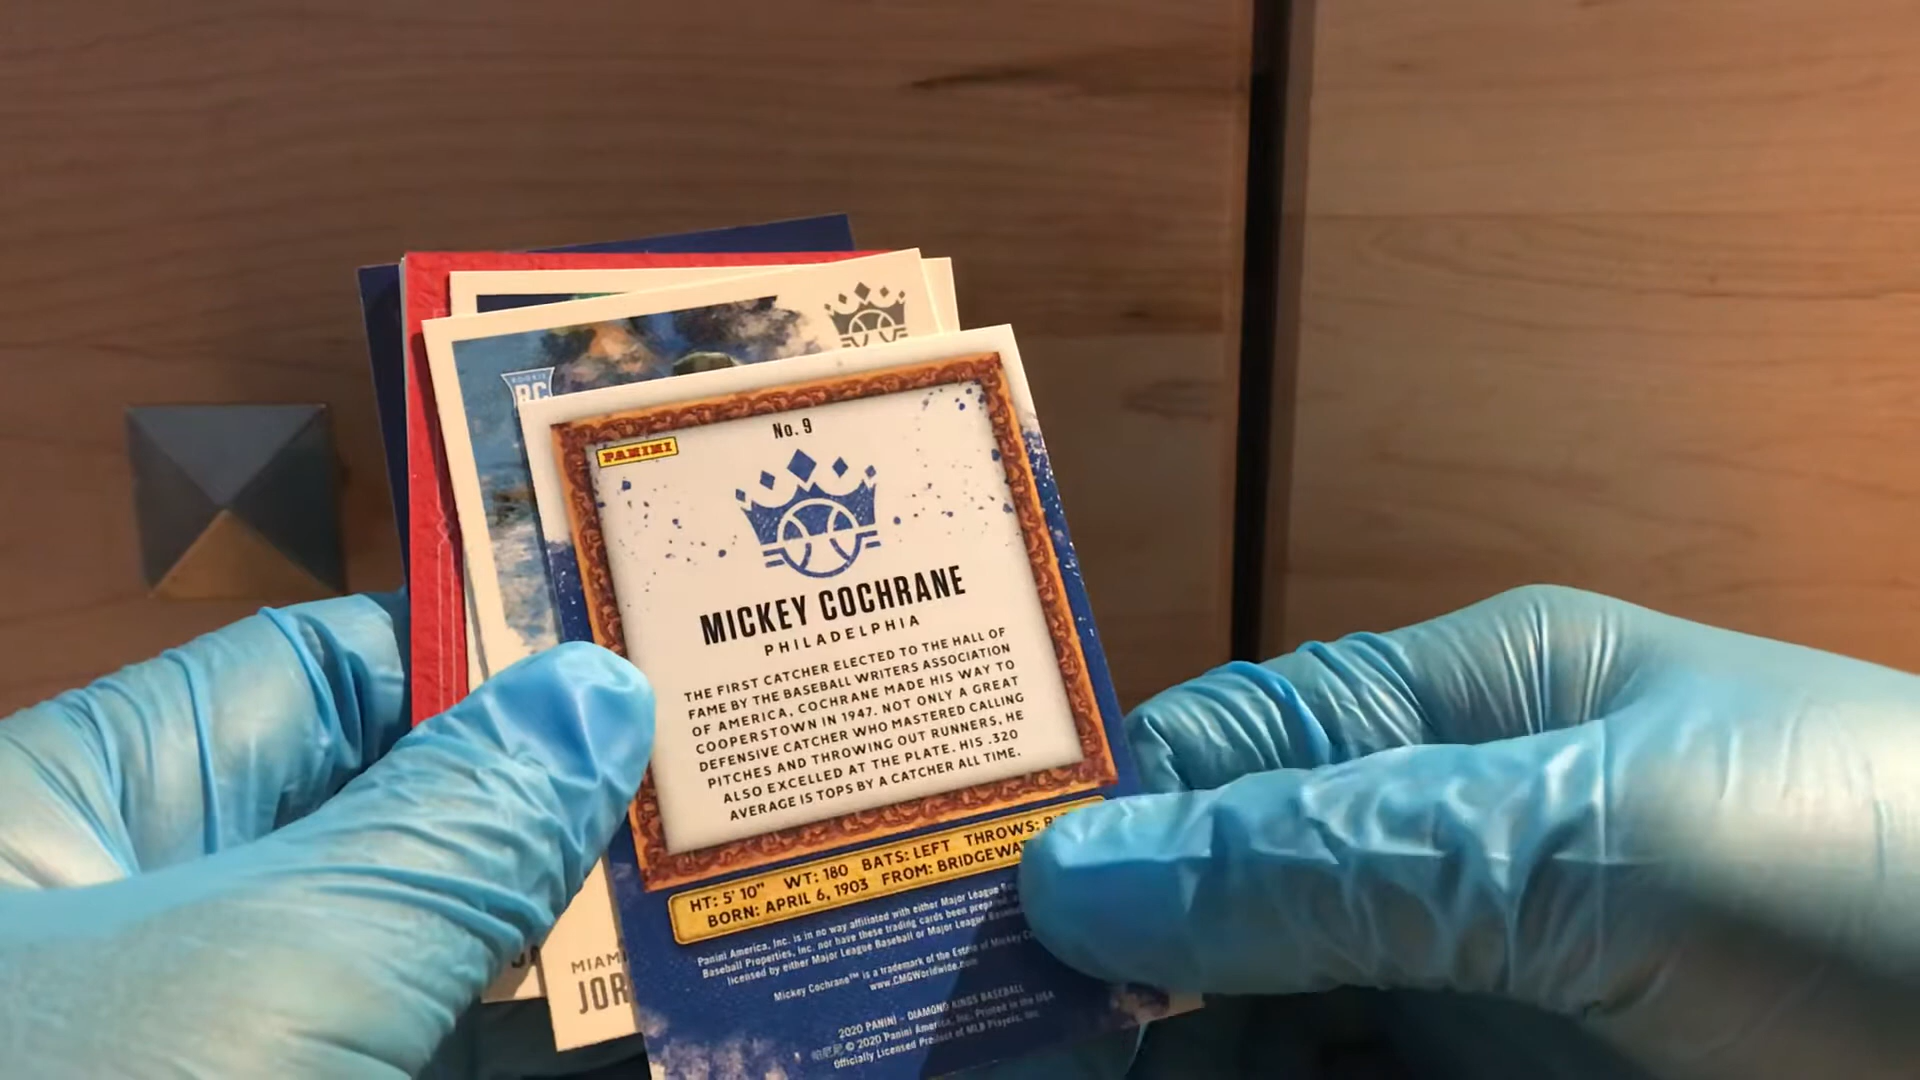 ROOKIE
RC
No. 9
PANINI
MICKEY COCHRANE
PHILADELPHIA
THE FIRST CATCHER ELECTED TO THE HALL OF
FAME BY THE BASEBALL WRITERS ASSOCIATION
OF AMERICA, COCHRANE MADE HIS WAY TO
COOPERSTOWN IN 1947. NOT ONLY A GREAT
DEFENSIVE CATCHER WHO MASTERED CALLING
PITCHES AND THROWING OUT RUNNERS, HE
ALSO EXCELLED AT THE PLATE. HIS .320
AVERAGE IS TOPS BY A CATCHER ALL TIME.
HT: 5' 10" WT: 180 BATS: LEFT THROWS:
BORN: APRIL 6, 1903 FROM:
Panini America, Inc. is in no way affiliated with either Major League
Baseball Properties, Inc. nor have these trading cards been
licensed by either Major League Baseball or Major League
Mickey Cochrane™ is a trademark of the Estate of Mickey
www.CMGWorldwide.com
2020 PANINI – DIAMOND KINGS BASEBALL
© 2020 Panini America, Inc. Printed in the USA
Officially Licensed Product of MLB Players, Inc.
MIAM
JOR